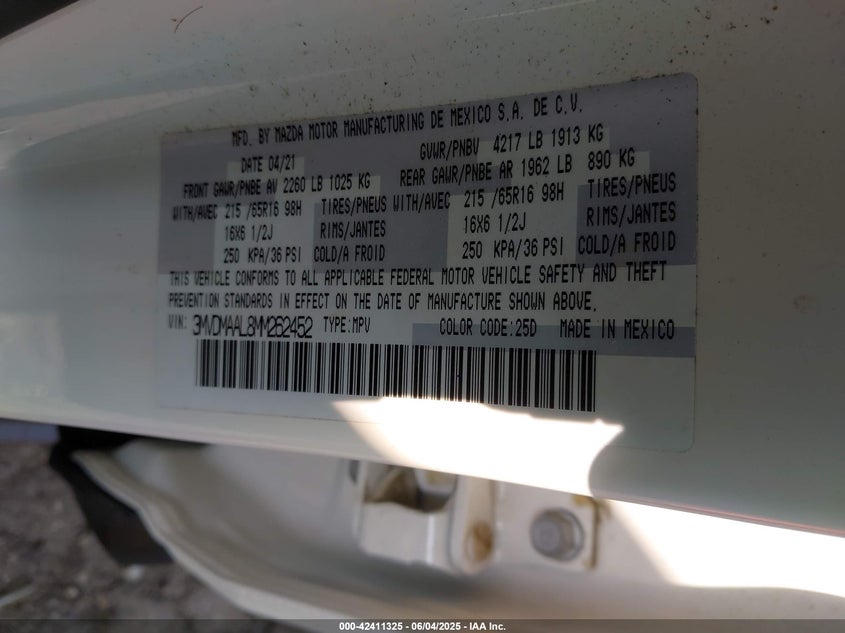 MFD. BY MAZDA MOTOR MANUFACTURING DE MEXICO S.A. DE C.V.
DATE 04/21 GVWR/PNBV 4217 LB 1913 KG
FRONT GAWR/PNBE AV 2260 LB 1025 KG REAR GAWR/PNBE AR 1962 LB 890 KG
WITH/AVEC 215 /65R16 98H TIRES/PNEUS WITH/AVEC 215 /65R16 98H TIRES/PNEUS
16X6 1/2J RIMS/JANTES 16X6 1/2J RIMS/JANTES
250 KPA/36 PSI COLD/A FROID 250 KPA/36 PSI COLD/A FROID
THIS VEHICLE CONFORMS TO ALL APPLICABLE FEDERAL MOTOR VEHICLE SAFETY AND THEFT
PREVENTION STANDARDS IN EFFECT ON THE DATE OF MANUFACTURE SHOWN ABOVE.
VIN: 3MVDMAAL8MM262452 TYPE:MPV COLOR CODE:25D MADE IN MEXICO
000-42411325 | 06/04/2025 - IAA Inc.